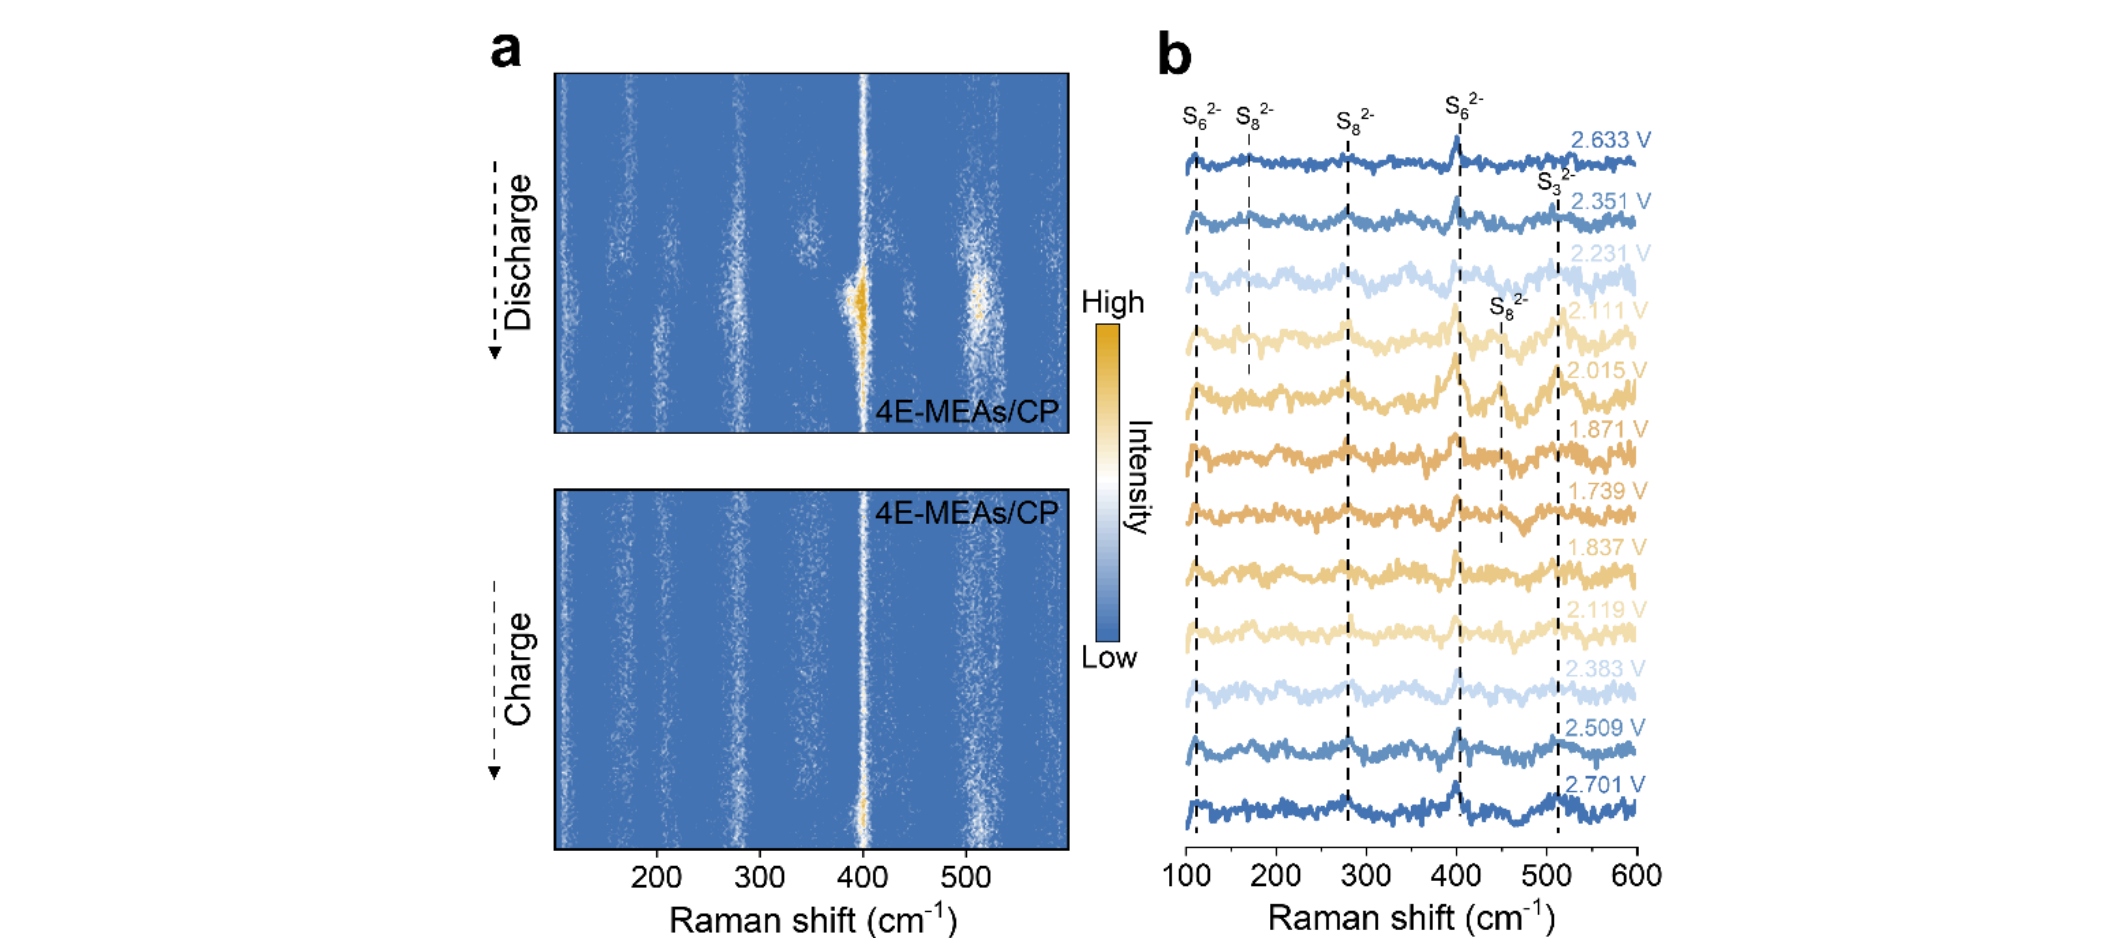 a
Discharge
4E-MEAs/CP
4E-MEAs/CP
Charge
200 300 400 500
Raman shift (cm⁻¹)
High
Intensity
Low
b
S₆²⁻ S₈²⁻ S₈²⁻ S₆²⁻
2.633 V
S₃²⁻
2.351 V
2.231 V
S₈²⁻
2.111 V
2.015 V
1.871 V
1.739 V
1.837 V
2.119 V
2.383 V
2.509 V
2.701 V
100 200 300 400 500 600
Raman shift (cm⁻¹)